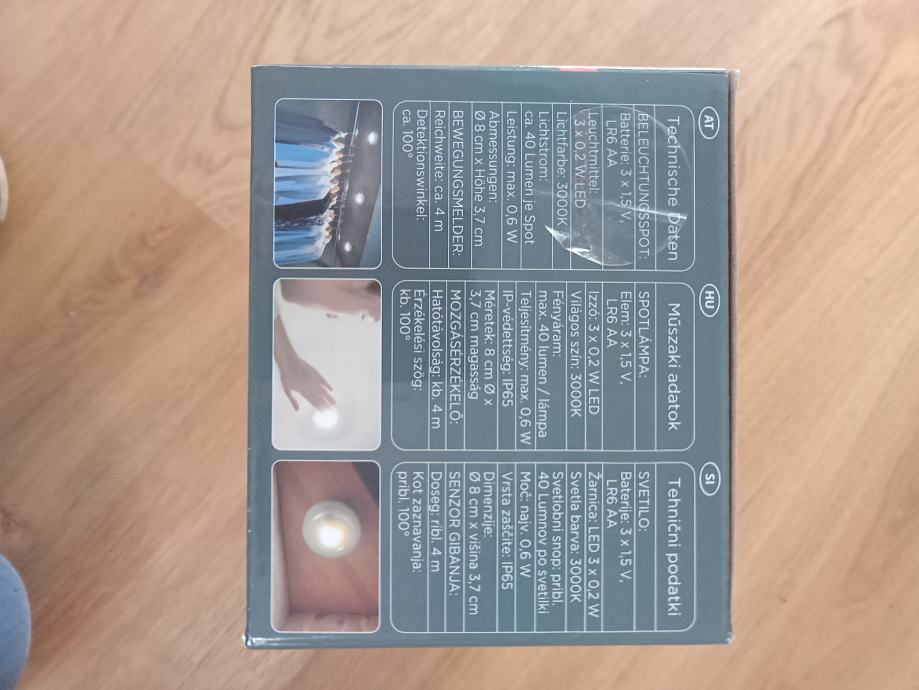 AT
Technische Daten
BELEUCHTUNGSSPOT:
Batterie: 3 x 1,5 V,
LR6 AA
Leuchtmittel:
3 x 0,2 W LED
Lichtfarbe: 3000K
Lichtstrom:
ca. 40 Lumen je Spot
Leistung: max. 0,6 W
Abmessungen:
Ø 8 cm x Höhe 3,7 cm
BEWEGUNGSMELDER:
Reichweite: ca. 4 m
Detektionswinkel:
ca. 100°
HU
Műszaki adatok
SPOTLÁMPA:
Elem: 3 x 1,5 V,
LR6 AA
Izzó: 3 x 0,2 W LED
Világos szín: 3000K
Fényáram:
max. 40 lumen / lámpa
Teljesítmény: max. 0,6 W
IP-védettség: IP65
Méretek: 8 cm Ø x
3,7 cm magasság
MOZGÁSÉRZÉKELŐ:
Hatótávolság: kb. 4 m
Érzékelési szög:
kb. 100°
SI
Tehnični podatki
SVETILO:
Baterije: 3 x 1,5 V,
LR6 AA
Žarnica: LED 3 x 0,2 W
Svetla barva: 3000K
Svetlobni snop: pribl.
40 Lumnov po svetilki
Moč: najv. 0,6 W
Vrsta zaščite: IP65
Dimenzije:
Ø 8 cm x višina 3,7 cm
SENZOR GIBANJA:
Doseg: ribl. 4 m
Kot zaznavanja:
pribl. 100°